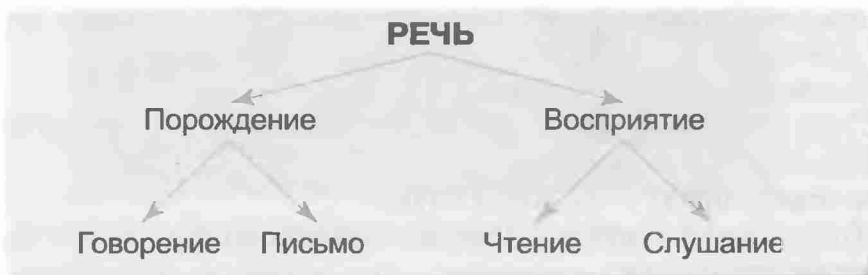 РЕЧЬ
Порождение Восприятие
Говорение Письмо Чтение Слушание